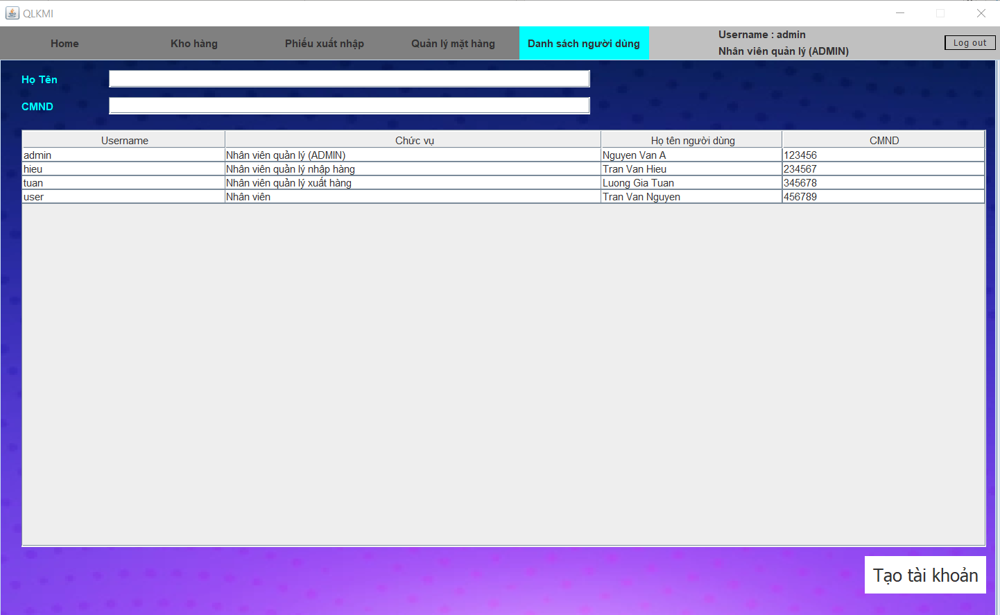 QLKMI
Home Kho hàng Phiếu xuất nhập Quản lý mặt hàng Danh sách người dùng
Username : admin
Nhân viên quản lý (ADMIN)
Log out
Họ Tên
CMND
Username Chức vụ Họ tên người dùng CMND
admin Nhân viên quản lý (ADMIN) Nguyen Van A 123456
hieu Nhân viên quản lý nhập hàng Tran Van Hieu 234567
tuan Nhân viên quản lý xuất hàng Luong Gia Tuan 345678
user Nhân viên Tran Van Nguyen 456789
Tạo tài khoản